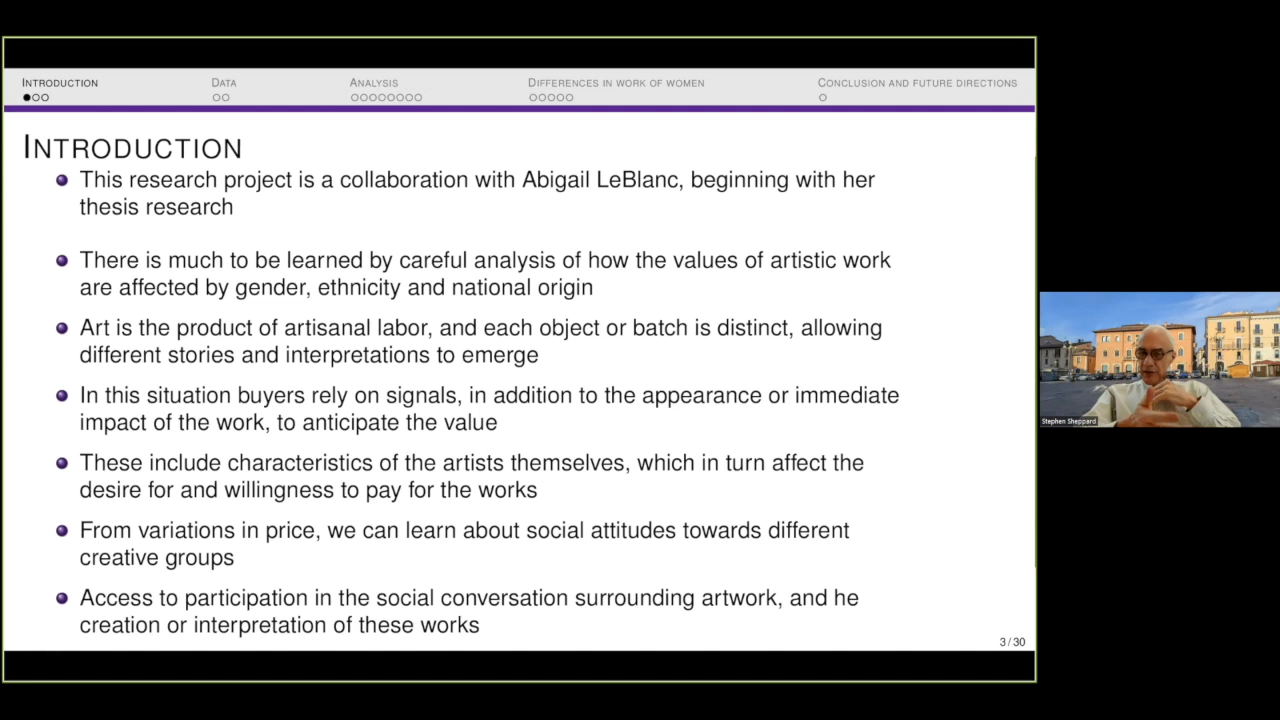 INTRODUCTION DATA ANALYSIS DIFFERENCES IN WORK OF WOMEN CONCLUSION AND FUTURE DIRECTIONS
INTRODUCTION
This research project is a collaboration with Abigail LeBlanc, beginning with her
thesis research
There is much to be learned by careful analysis of how the values of artistic work
are affected by gender, ethnicity and national origin
Art is the product of artisanal labor, and each object or batch is distinct, allowing
different stories and interpretations to emerge
In this situation buyers rely on signals, in addition to the appearance or immediate
impact of the work, to anticipate the value
These include characteristics of the artists themselves, which in turn affect the
desire for and willingness to pay for the works
From variations in price, we can learn about social attitudes towards different
creative groups
Access to participation in the social conversation surrounding artwork, and he
creation or interpretation of these works
3 / 30
Stephen Sheppard